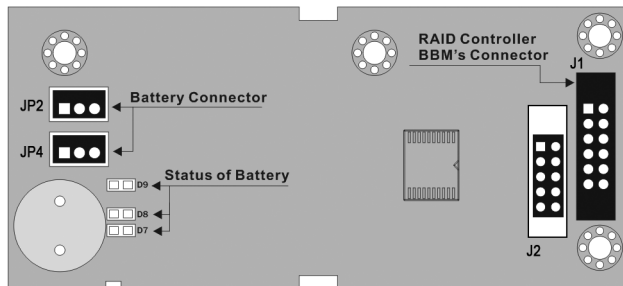 RAID Controller
BBM's Connector
J1
JP2
Battery Connector
JP4
Status of Battery
D9
D8
D7
J2